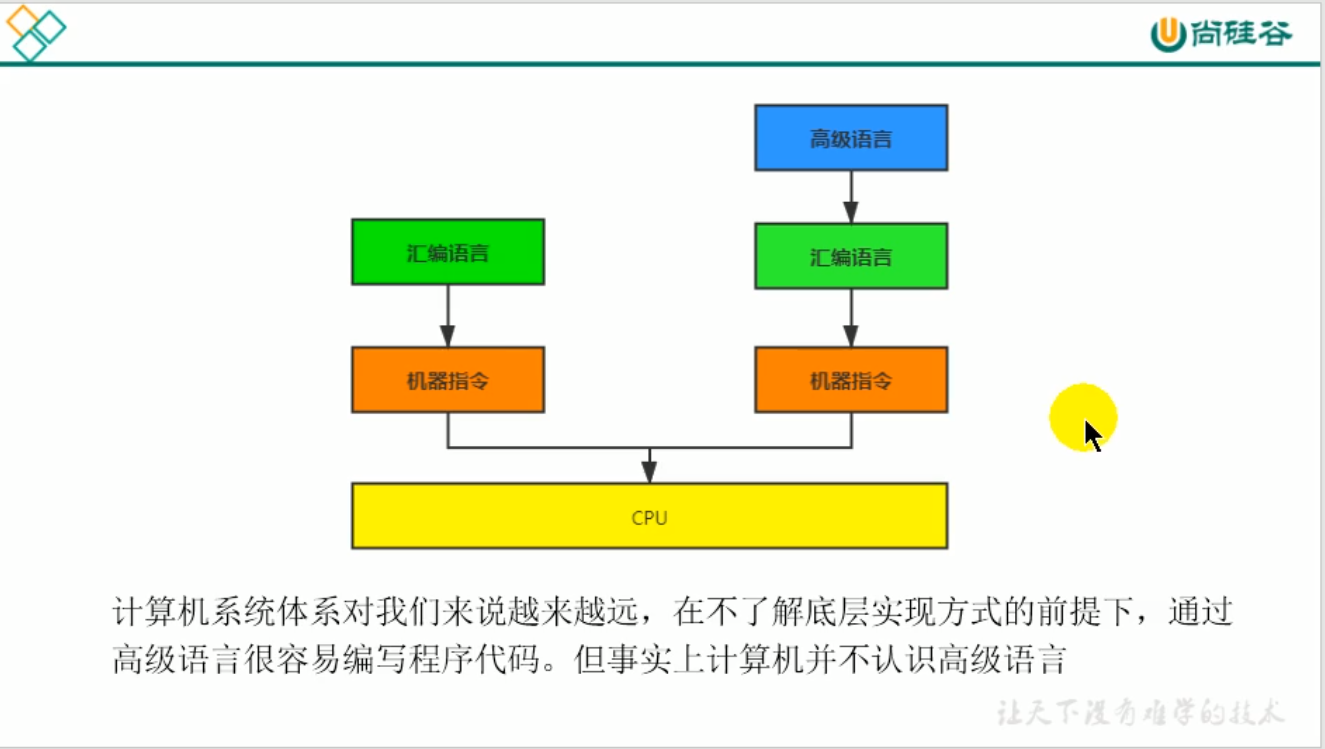 尚硅谷
高级语言
汇编语言
汇编语言
机器指令
机器指令
CPU
计算机系统体系对我们来说越来越远，在不了解底层实现方式的前提下，通过
高级语言很容易编写程序代码。但事实上计算机并不认识高级语言
让天下没有难学的技术